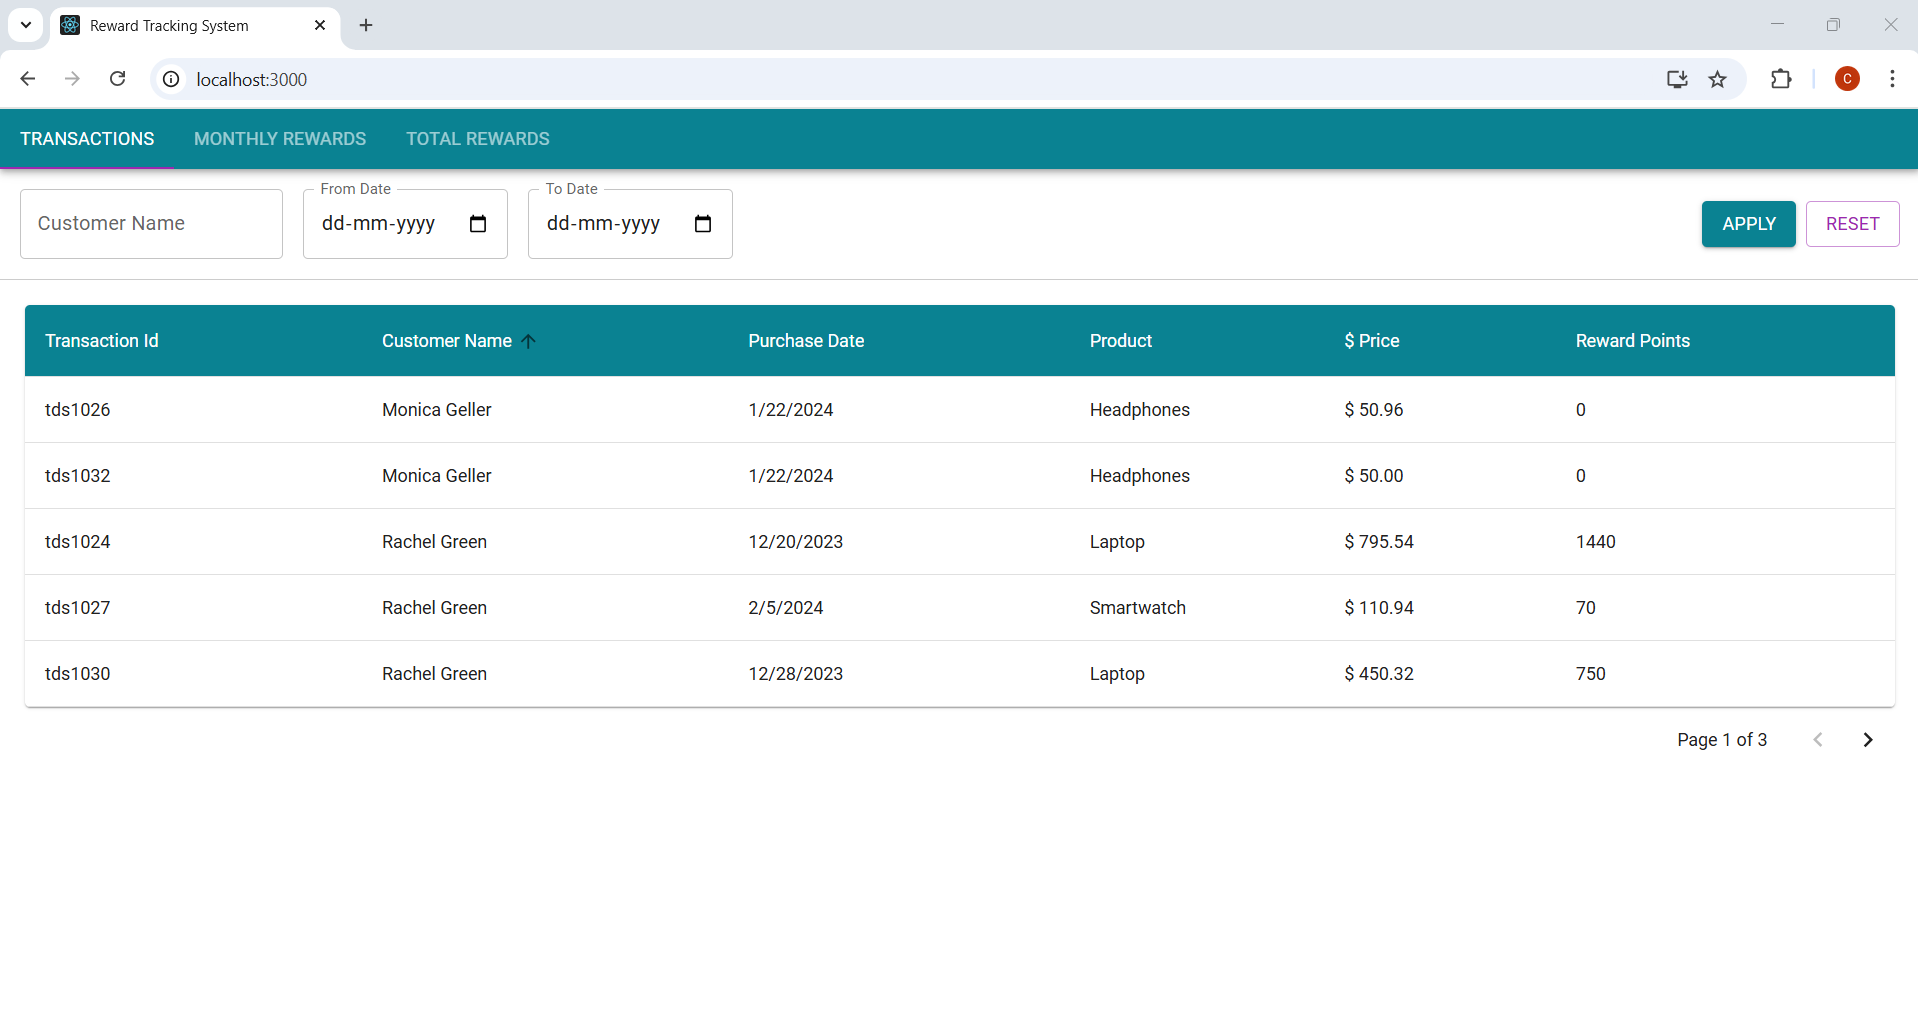 Reward Tracking System
localhost:3000
C
TRANSACTIONS MONTHLY REWARDS TOTAL REWARDS
From Date To Date
Customer Name dd-mm-yyyy dd-mm-yyyy APPLY RESET
Transaction Id Customer Name Purchase Date Product $ Price Reward Points
tds1026 Monica Geller 1/22/2024 Headphones $ 50.96 0
tds1032 Monica Geller 1/22/2024 Headphones $ 50.00 0
tds1024 Rachel Green 12/20/2023 Laptop $ 795.54 1440
tds1027 Rachel Green 2/5/2024 Smartwatch $ 110.94 70
tds1030 Rachel Green 12/28/2023 Laptop $ 450.32 750
Page 1 of 3